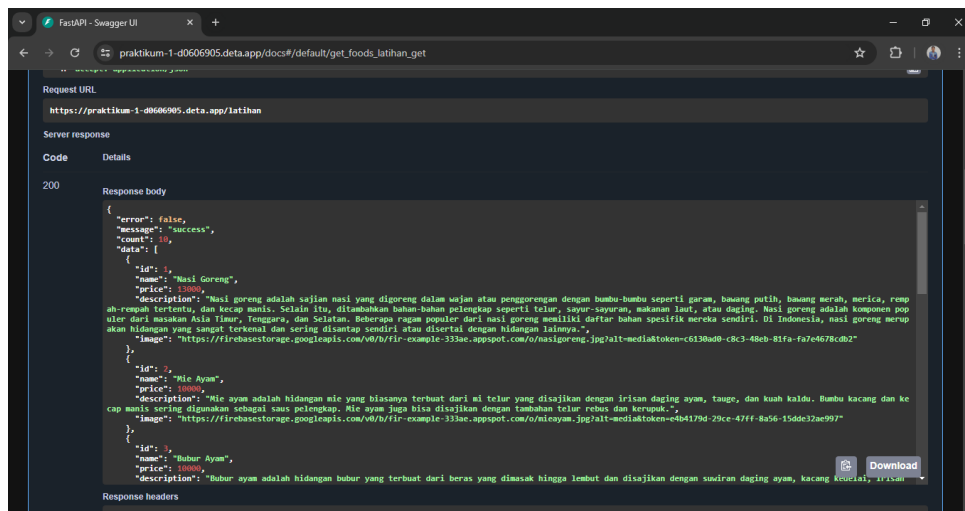 FastAPI - Swagger UI
praktikum-1-d0606905.deta.app/docs#/default/get_foods_latihan_get
Request URL
https://praktikum-1-d0606905.deta.app/latihan
Server response
Code Details
200
Response body
{
"error": false,
"message": "success",
"count": 10,
"data": [
{
"id": 1,
"name": "Nasi Goreng",
"price": 13000,
"description": "Nasi goreng adalah sajian nasi yang digoreng dalam wajan atau penggorengan dengan bumbu-bumbu seperti garam, bawang putih, bawang merah, merica, remp
ah-rempah tertentu, dan kecap manis. Selain itu, ditambahkan bahan-bahan pelengkap seperti telur, sayur-sayuran, makanan laut, atau daging. Nasi goreng adalah komponen pop
uler dari masakan Asia Timur, Tenggara, dan Selatan. Beberapa ragam populer dari nasi goreng memiliki daftar bahan spesifik mereka sendiri. Di Indonesia, nasi goreng merup
akan hidangan yang sangat terkenal dan sering disantap sendiri atau disertai dengan hidangan lainnya.",
"image": "https://firebasestorage.googleapis.com/v0/b/fir-example-333ae.appspot.com/o/nasigoreng.jpg?alt=media&token=c6130ad0-c8c3-48eb-81fa-fa7e4678cdb2"
},
{
"id": 2,
"name": "Mie Ayam",
"price": 10000,
"description": "Mie ayam adalah hidangan mie yang biasanya terbuat dari mi telur yang disajikan dengan irisan daging ayam, tauge, dan kuah kaldu. Bumbu kacang dan ke
cap manis sering digunakan sebagai saus pelengkap. Mie ayam juga bisa disajikan dengan tambahan telur rebus dan kerupuk.",
"image": "https://firebasestorage.googleapis.com/v0/b/fir-example-333ae.appspot.com/o/mieayam.jpg?alt=media&token=e4b4179d-29ce-47ff-8a56-15dde32ae997"
},
{
"id": 3,
"name": "Bubur Ayam",
"price": 10000,
"description": "Bubur ayam adalah hidangan bubur yang terbuat dari beras yang dimasak hingga lembut dan disajikan dengan suwiran daging ayam, kacang kedelai, irisan
Download
Response headers